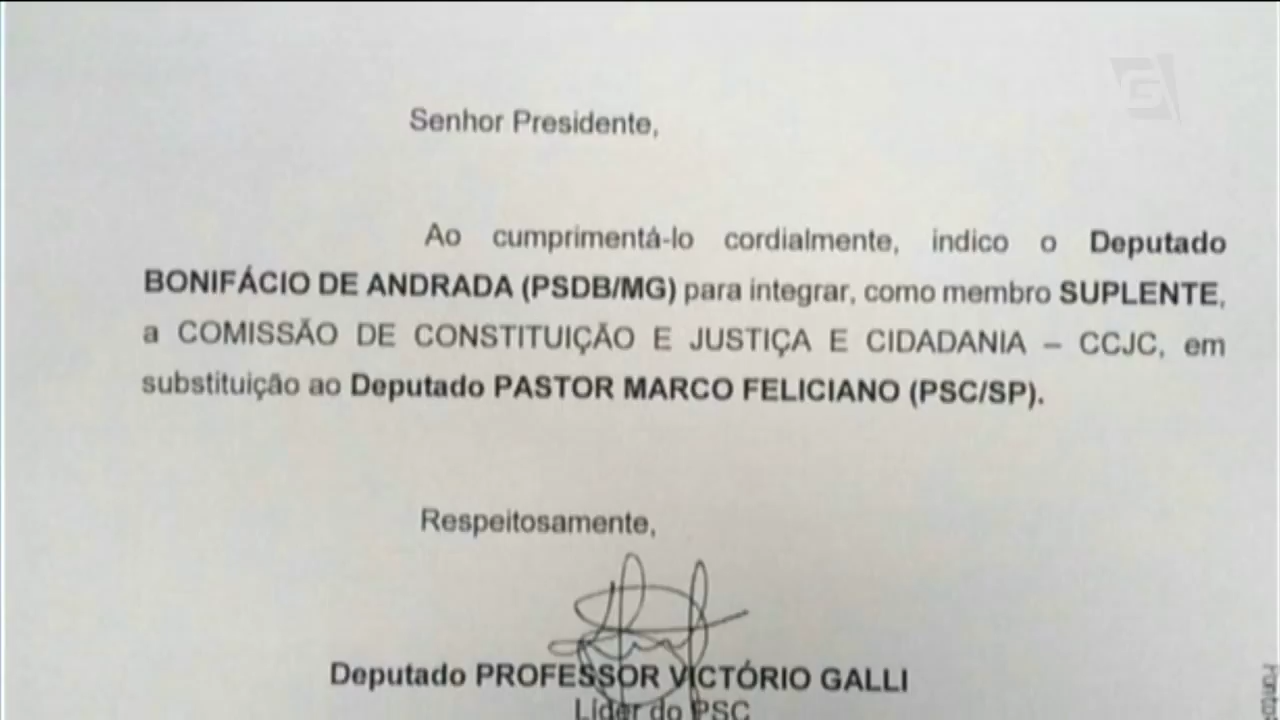 Senhor Presidente,
Ao cumprimentá-lo cordialmente, indico o Deputado
BONIFÁCIO DE ANDRADA (PSDB/MG) para integrar, como membro SUPLENTE,
a COMISSÃO DE CONSTITUIÇÃO E JUSTIÇA E CIDADANIA – CCJC, em
substituição ao Deputado PASTOR MARCO FELICIANO (PSC/SP).
Respeitosamente,
Deputado PROFESSOR VICTÓRIO GALLI
Líder do PSC
Ponto